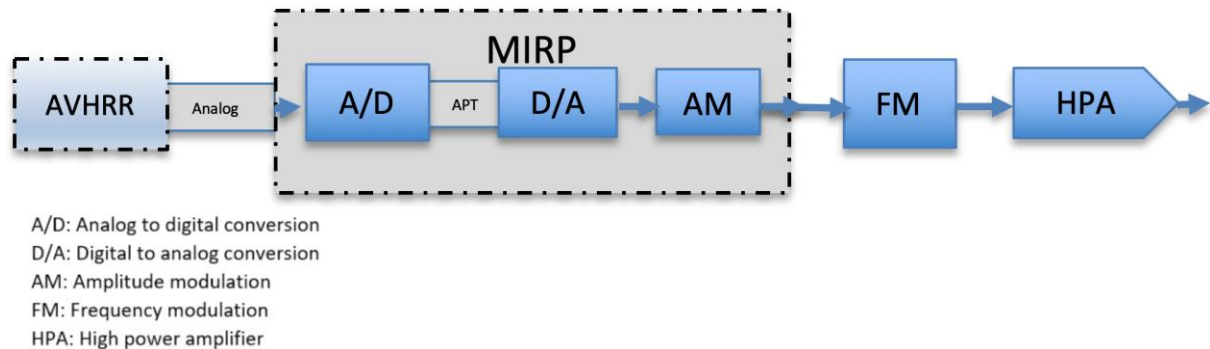 MIRP
AVHRR
Analog
A/D
APT
D/A
AM
FM
HPA
A/D: Analog to digital conversion
D/A: Digital to analog conversion
AM: Amplitude modulation
FM: Frequency modulation
HPA: High power amplifier